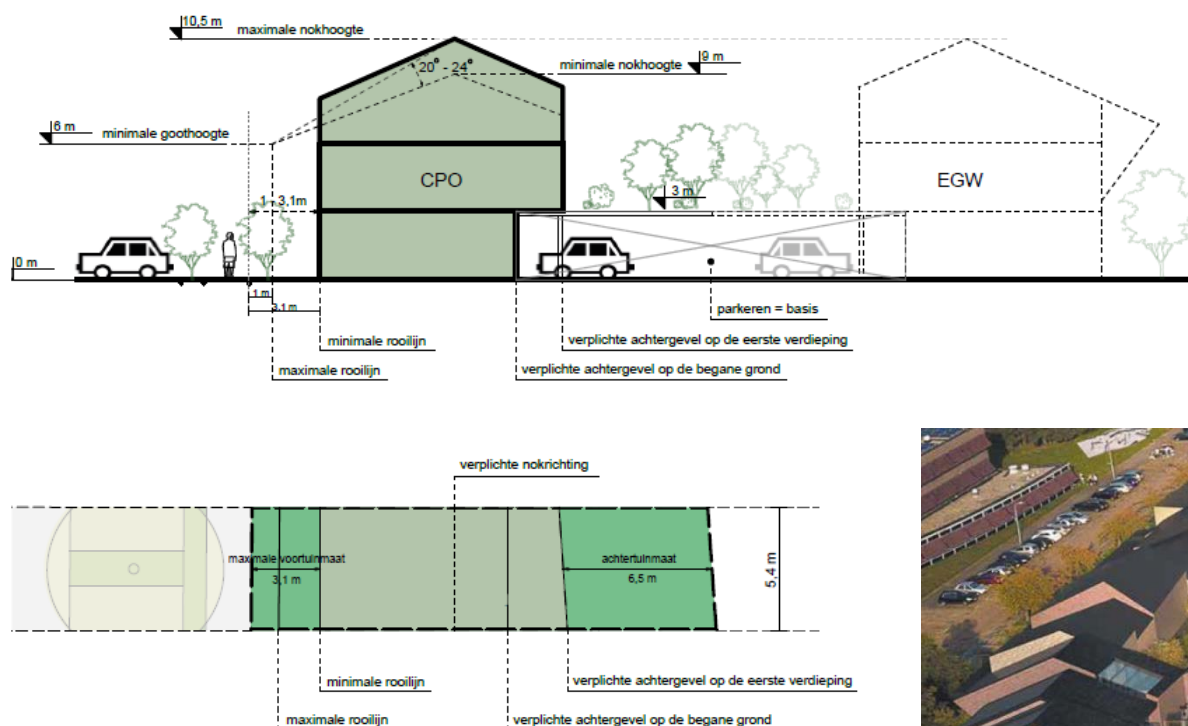 10,5 m
maximale nokhoogte
20° - 24°
9 m
minimale nokhoogte
6 m
minimale goothoogte
CPO
EGW
1 - 3,1m
3 m
0 m
1 m
3,1 m
parkeren = basis
minimale rooilijn
verplichte achtergevel op de eerste verdieping
maximale rooilijn
verplichte achtergevel op de begane grond
verplichte nokrichting
maximale voortuinmaat
3,1 m
achtertuinmaat
6,5 m
5,4 m
minimale rooilijn
verplichte achtergevel op de eerste verdieping
maximale rooilijn
verplichte achtergevel op de begane grond